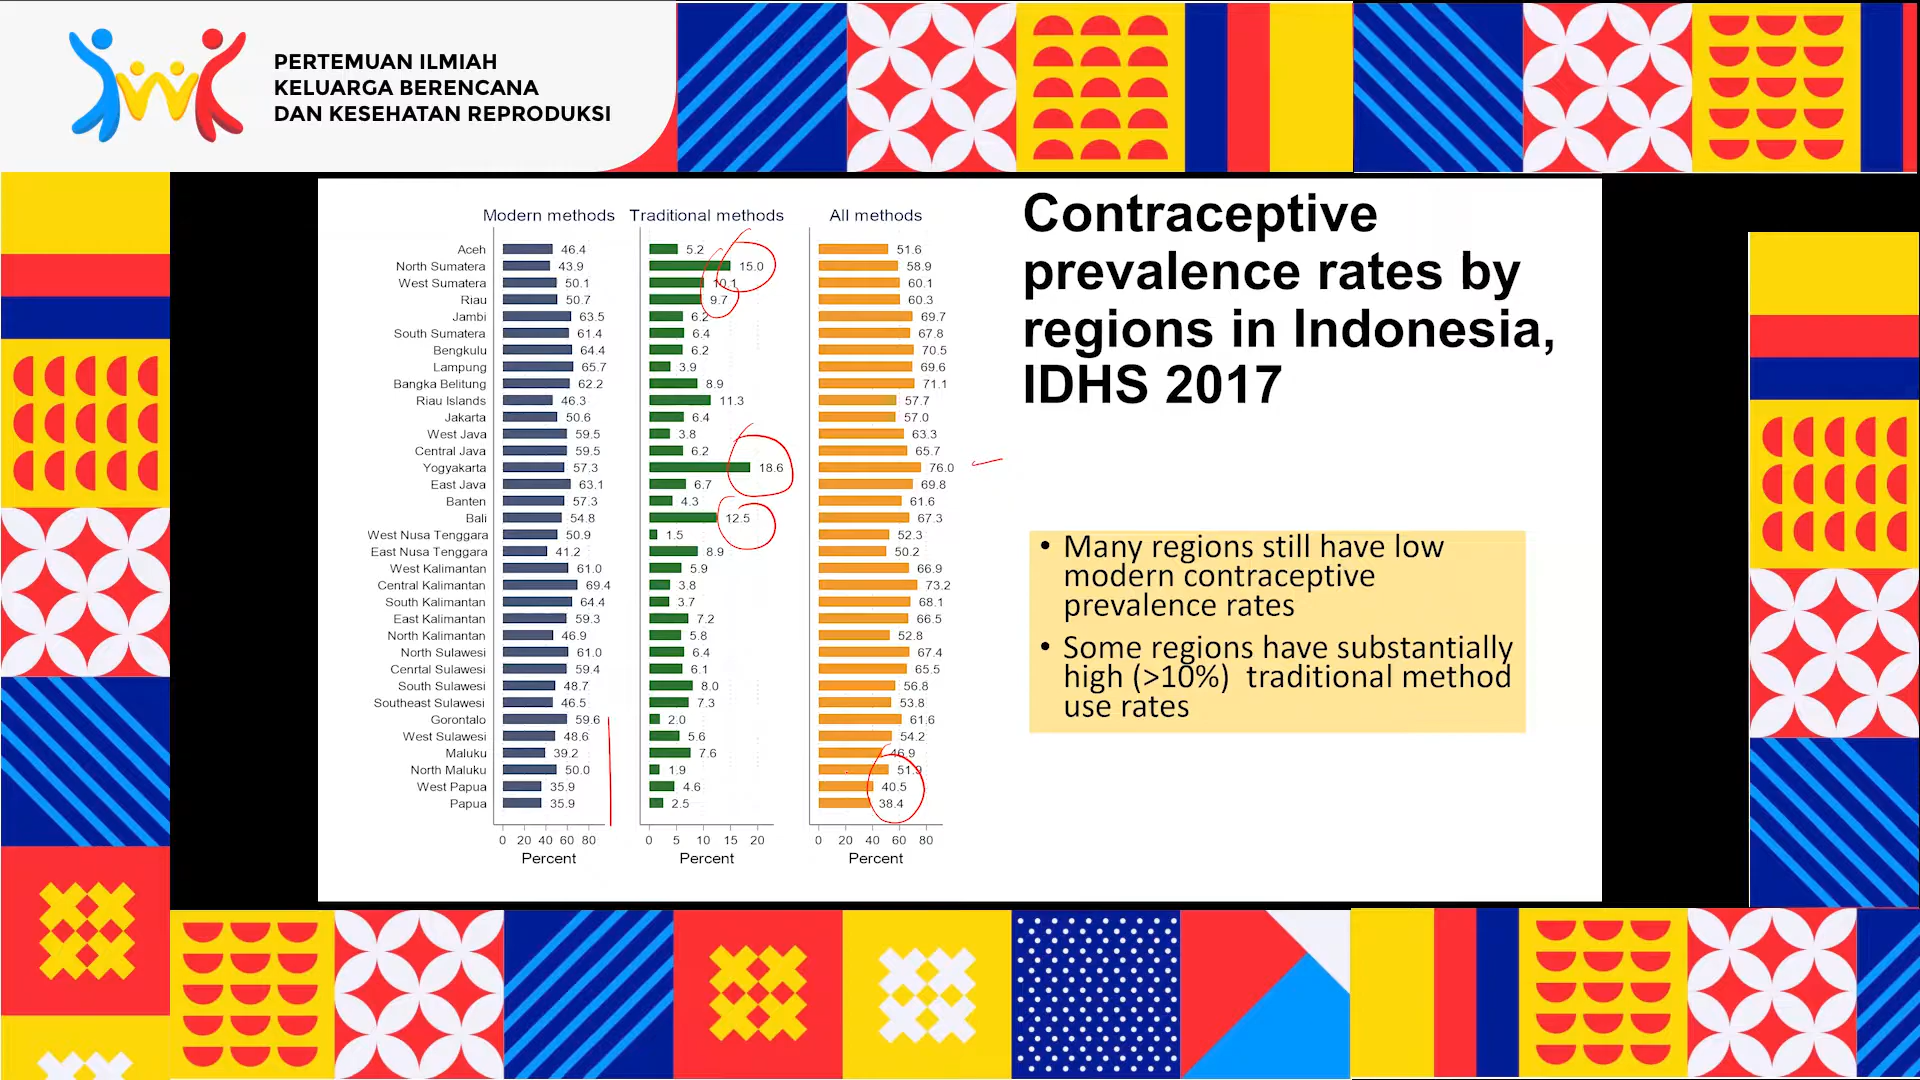 PERTEMUAN ILMIAH
KELUARGA BERENCANA
DAN KESEHATAN REPRODUKSI
Modern methods Traditional methods All methods
Aceh 46.4 5.2 51.6
North Sumatera 43.9 15.0 58.9
West Sumatera 50.1 10.1 60.1
Riau 50.7 9.7 60.3
Jambi 63.5 6.2 69.7
South Sumatera 61.4 6.4 67.8
Bengkulu 64.4 6.2 70.5
Lampung 65.7 3.9 69.6
Bangka Belitung 62.2 8.9 71.1
Riau Islands 46.3 11.3 57.7
Jakarta 50.6 6.4 57.0
West Java 59.5 3.8 63.3
Central Java 59.5 6.2 65.7
Yogyakarta 57.3 18.6 76.0
East Java 63.1 6.7 69.8
Banten 57.3 4.3 61.6
Bali 54.8 12.5 67.3
West Nusa Tenggara 50.9 1.5 52.3
East Nusa Tenggara 41.2 8.9 50.2
West Kalimantan 61.0 5.9 66.9
Central Kalimantan 69.4 3.8 73.2
South Kalimantan 64.4 3.7 68.1
East Kalimantan 59.3 7.2 66.5
North Kalimantan 46.9 5.8 52.8
North Sulawesi 61.0 6.4 67.4
Cenrtal Sulawesi 59.4 6.1 65.5
South Sulawesi 48.7 8.0 56.8
Southeast Sulawesi 46.5 7.3 53.8
Gorontalo 59.6 2.0 61.6
West Sulawesi 48.6 5.6 54.2
Maluku 39.2 7.6 46.9
North Maluku 50.0 1.9 51.9
West Papua 35.9 4.6 40.5
Papua 35.9 2.5 38.4
0 20 40 60 80 0 5 10 15 20 0 20 40 60 80
Percent Percent Percent
Contraceptive
prevalence rates by
regions in Indonesia,
IDHS 2017
• Many regions still have low
modern contraceptive
prevalence rates
• Some regions have substantially
high (>10%) traditional method
use rates